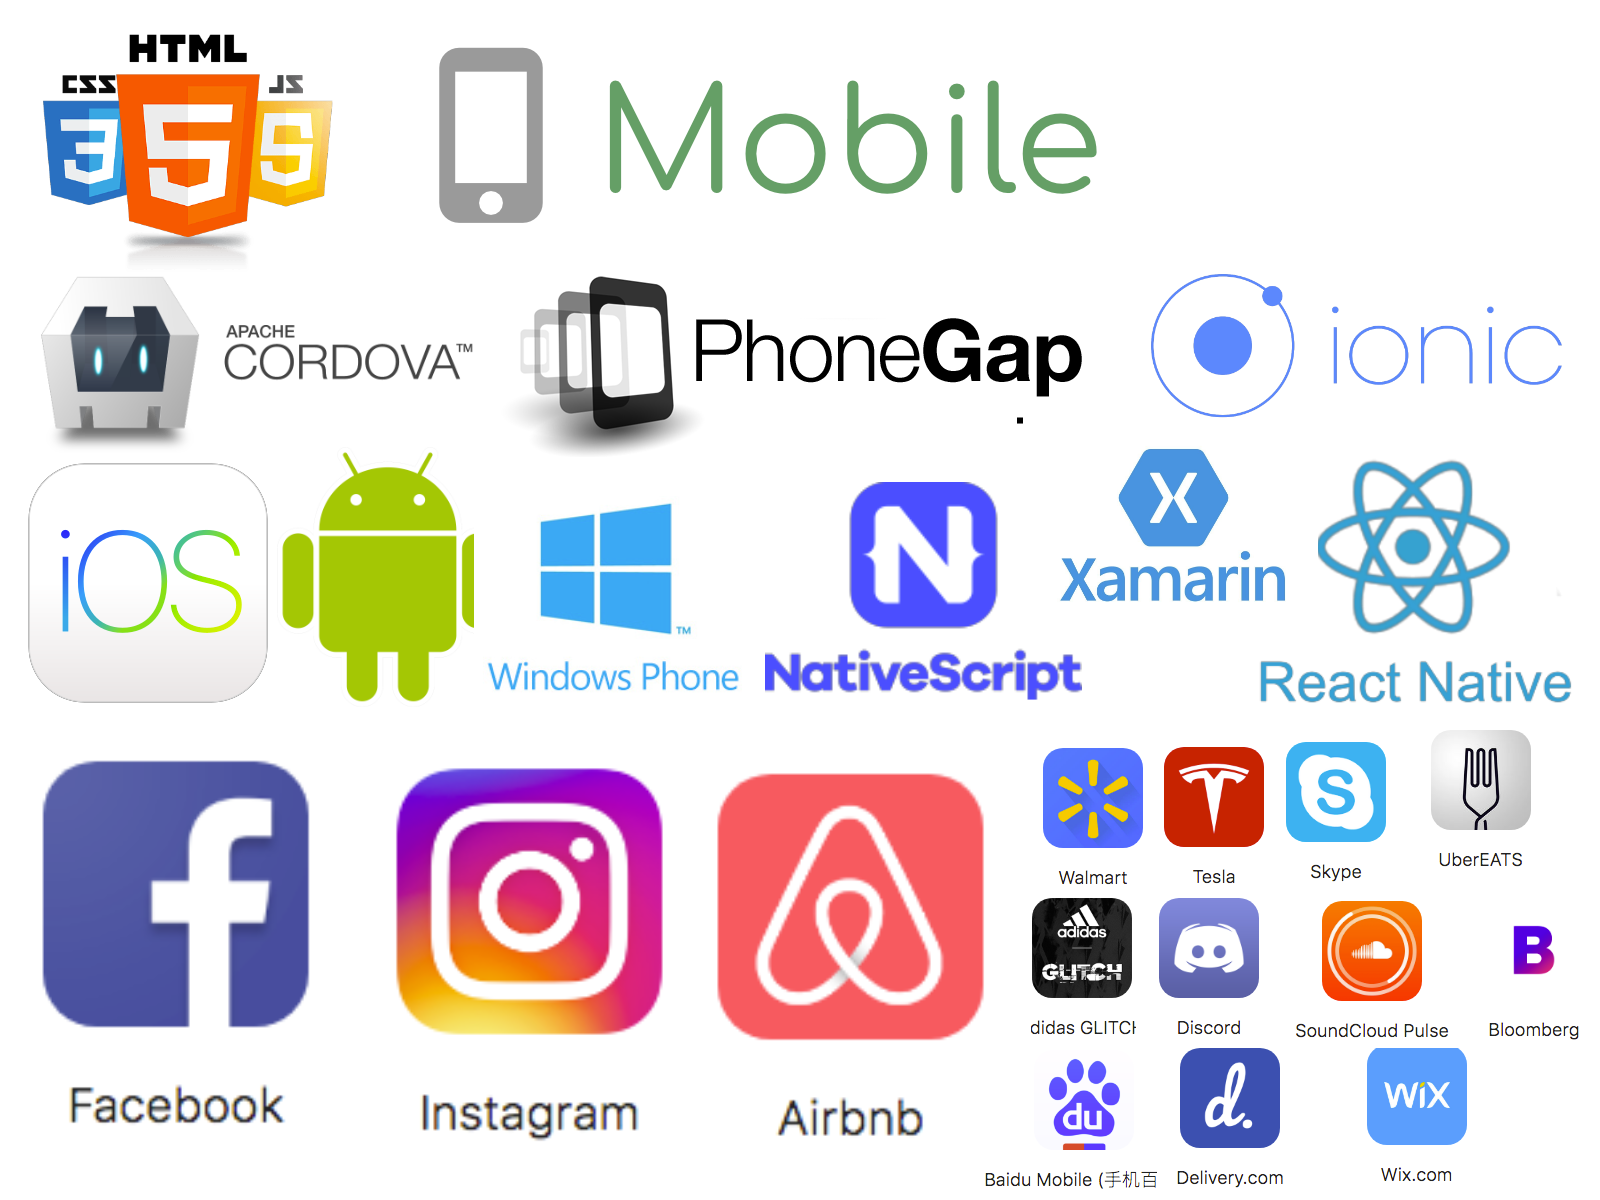 HTML
CSS
JS
3
5
5
Mobile
APACHE
CORDOVA™
PhoneGap
ionic
iOS
™
Windows Phone
N
NativeScript
X
Xamarin
React Native
f
Facebook
Instagram
Airbnb
Walmart
T
Tesla
S
Skype
UberEATS
adidas
GLITCH
didas GLITCH
Discord
SoundCloud Pulse
B
Bloomberg
du
Baidu Mobile (手机百
d.
Delivery.com
WiX
Wix.com